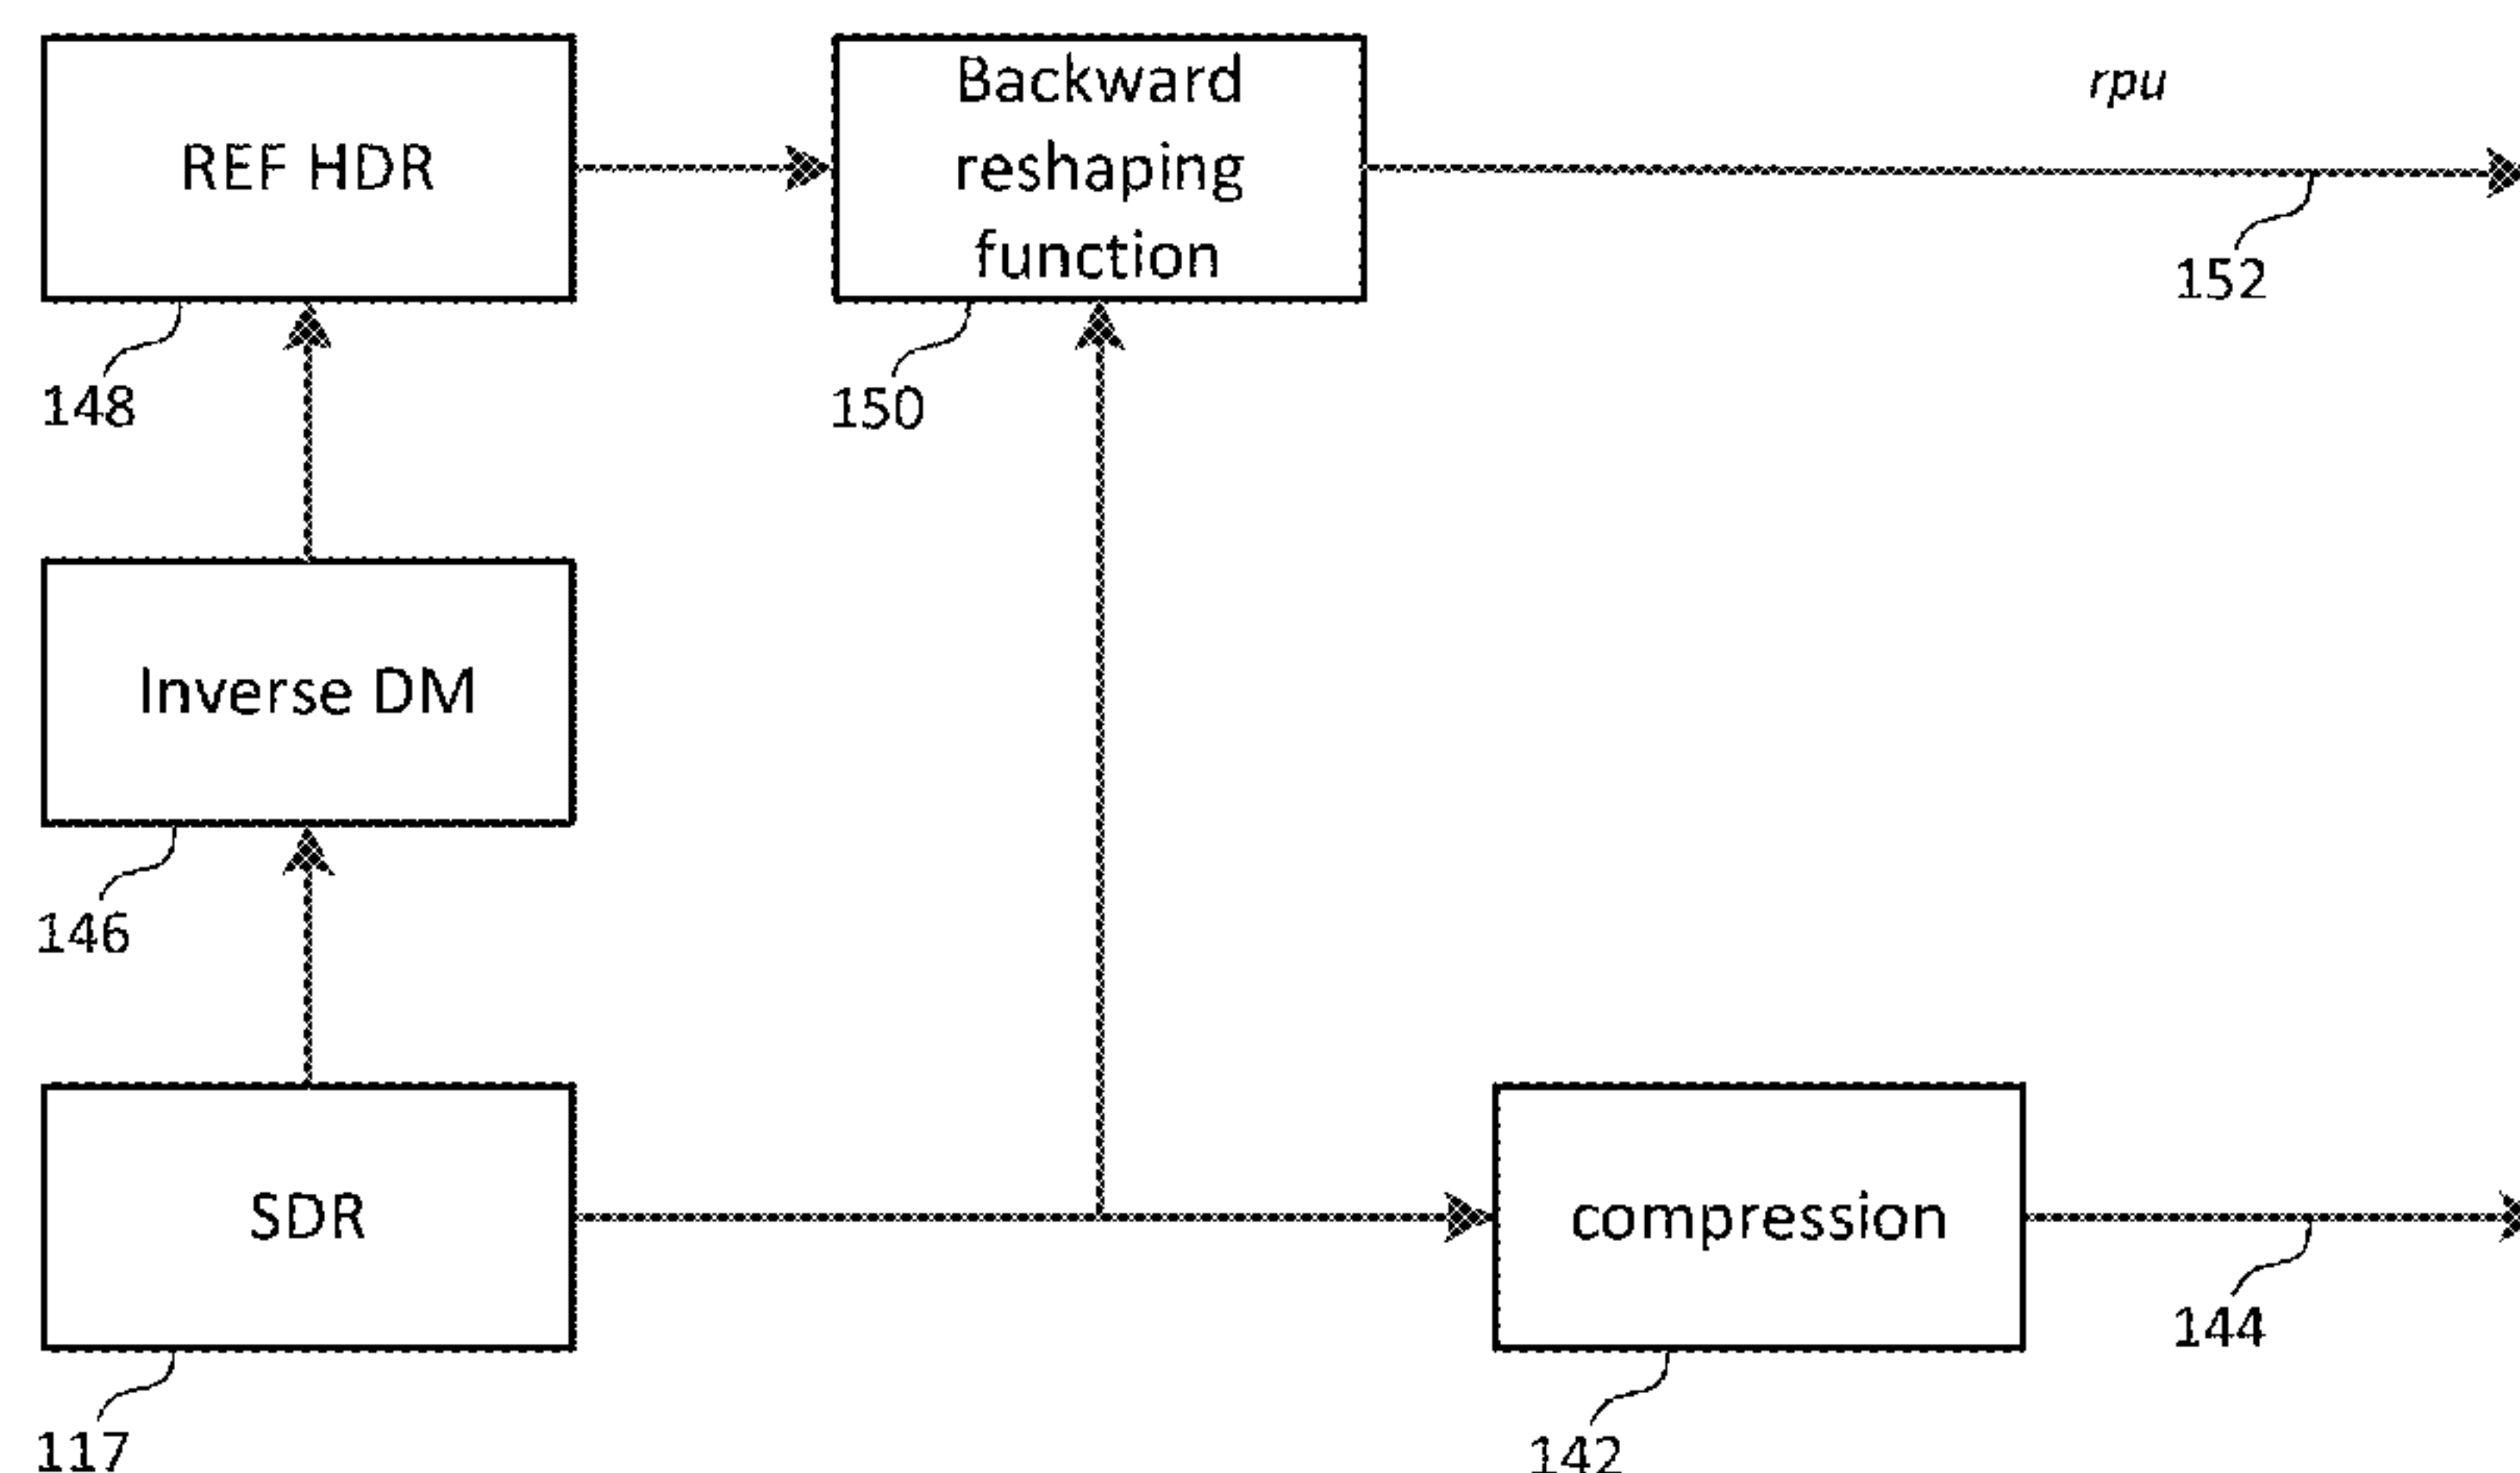 REF HDR
Backward
reshaping
function
rpu
152
148
150
Inverse DM
146
SDR
compression
144
117
142